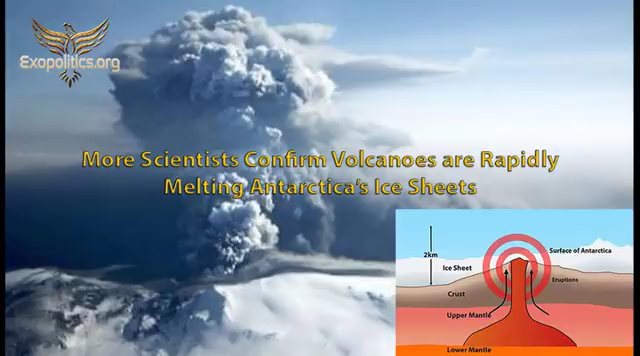 Exopolitics.org
More Scientists Confirm Volcanoes are Rapidly
Melting Antarctica's Ice Sheets
2km
Surface of Antarctica
Ice Sheet
Eruptions
Crust
Upper Mantle
Lower Mantle